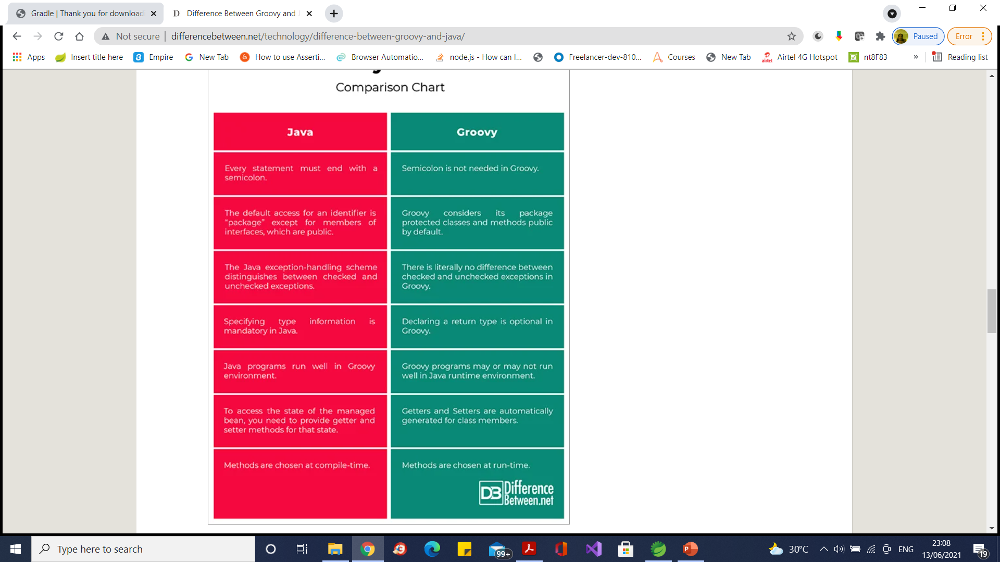 Gradle | Thank you for download
Difference Between Groovy and J
Not secure
differencebetween.net/technology/difference-between-groovy-and-java/
Paused
Error
Apps
Insert title here
Empire
New Tab
How to use Asserti...
Browser Automatio...
node.js - How can I...
Freelancer-dev-810...
Courses
New Tab
Airtel 4G Hotspot
nt8F83
»
Reading list
Comparison Chart
Java
Groovy
Every statement must end with a
semicolon.
Semicolon is not needed in Groovy.
The default access for an identifier is
“package” except for members of
interfaces, which are public.
Groovy considers its package
protected classes and methods public
by default.
The Java exception-handling scheme
distinguishes between checked and
unchecked exceptions.
There is literally no difference between
checked and unchecked exceptions in
Groovy.
Specifying type information is
mandatory in Java.
Declaring a return type is optional in
Groovy.
Java programs run well in Groovy
environment.
Groovy programs may or may not run
well in Java runtime environment.
To access the state of the managed
bean, you need to provide getter and
setter methods for that state.
Getters and Setters are automatically
generated for class members.
Methods are chosen at compile-time.
Methods are chosen at run-time.
DB Difference
Between.net
Type here to search
99+
30°C
ENG
23:08
13/06/2021
19